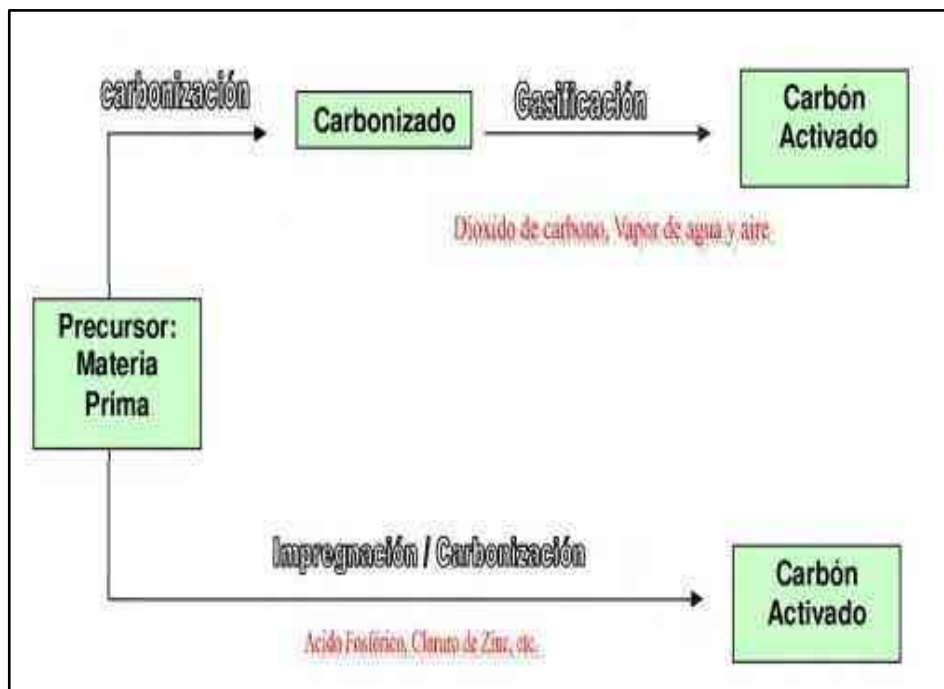 carbonización
Carbonizado
Gasificación
Carbón
Activado
Dioxido de carbono, Vapor de agua y aire
Precursor:
Materia
Prima
Impregnación / Carbonización
Carbón
Activado
Acido Fosfórico, Cloruro de Zinc, etc.